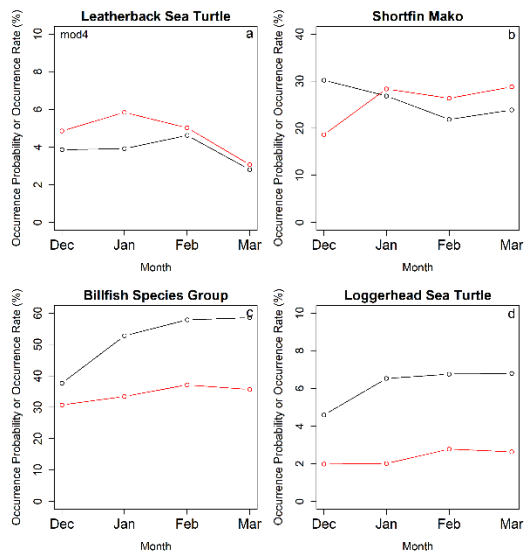 Leatherback Sea Turtle
mod4
a
Occurrence Probability or Occurrence Rate (%)
0
2
4
6
8
10
Dec
Jan
Feb
Mar
Month
Shortfin Mako
b
Occurrence Probability or Occurrence Rate (%)
0
10
20
30
40
Dec
Jan
Feb
Mar
Month
Billfish Species Group
c
Occurrence Probability or Occurrence Rate (%)
0
10
20
30
40
50
60
Dec
Jan
Feb
Mar
Month
Loggerhead Sea Turtle
d
Occurrence Probability or Occurrence Rate (%)
0
2
4
6
8
10
Dec
Jan
Feb
Mar
Month